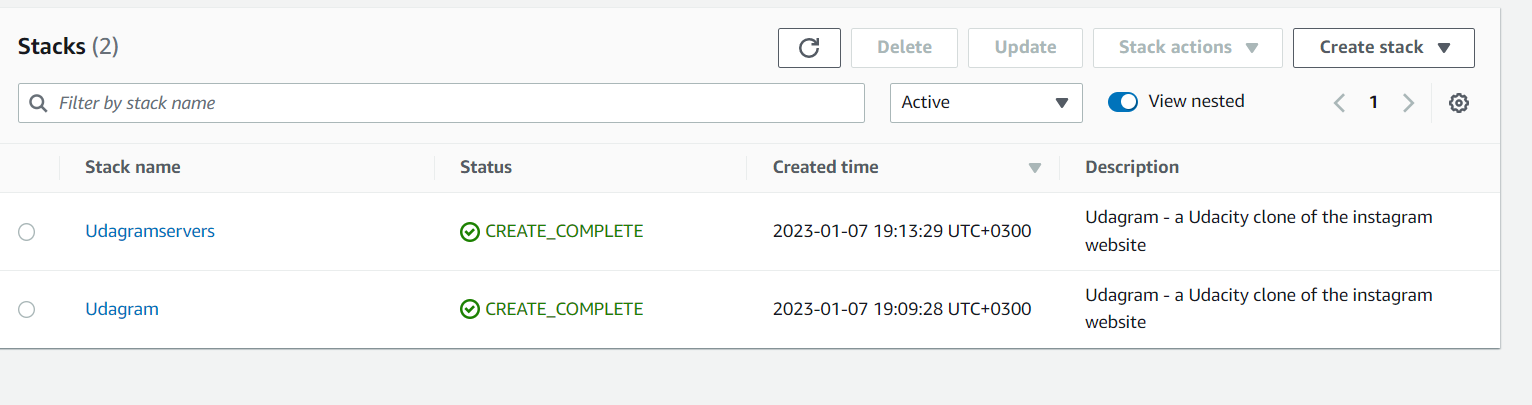 Stacks (2)
Delete
Update
Stack actions
Create stack
Filter by stack name
Active
View nested
1
Stack name
Status
Created time
Description
Udagramservers
CREATE_COMPLETE
2023-01-07 19:13:29 UTC+0300
Udagram - a Udacity clone of the instagram
website
Udagram
CREATE_COMPLETE
2023-01-07 19:09:28 UTC+0300
Udagram - a Udacity clone of the instagram
website